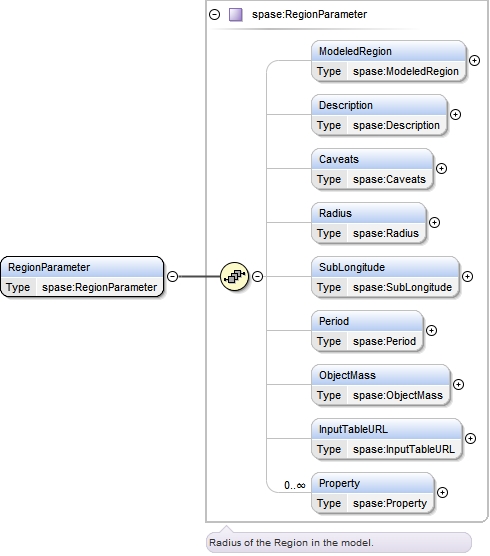 spase:RegionParameter
ModeledRegion
Type spase:ModeledRegion
Description
Type spase:Description
Caveats
Type spase:Caveats
Radius
Type spase:Radius
RegionParameter
Type spase:RegionParameter
SubLongitude
Type spase:SubLongitude
Period
Type spase:Period
ObjectMass
Type spase:ObjectMass
InputTableURL
Type spase:InputTableURL
0..∞
Property
Type spase:Property
Radius of the Region in the model.